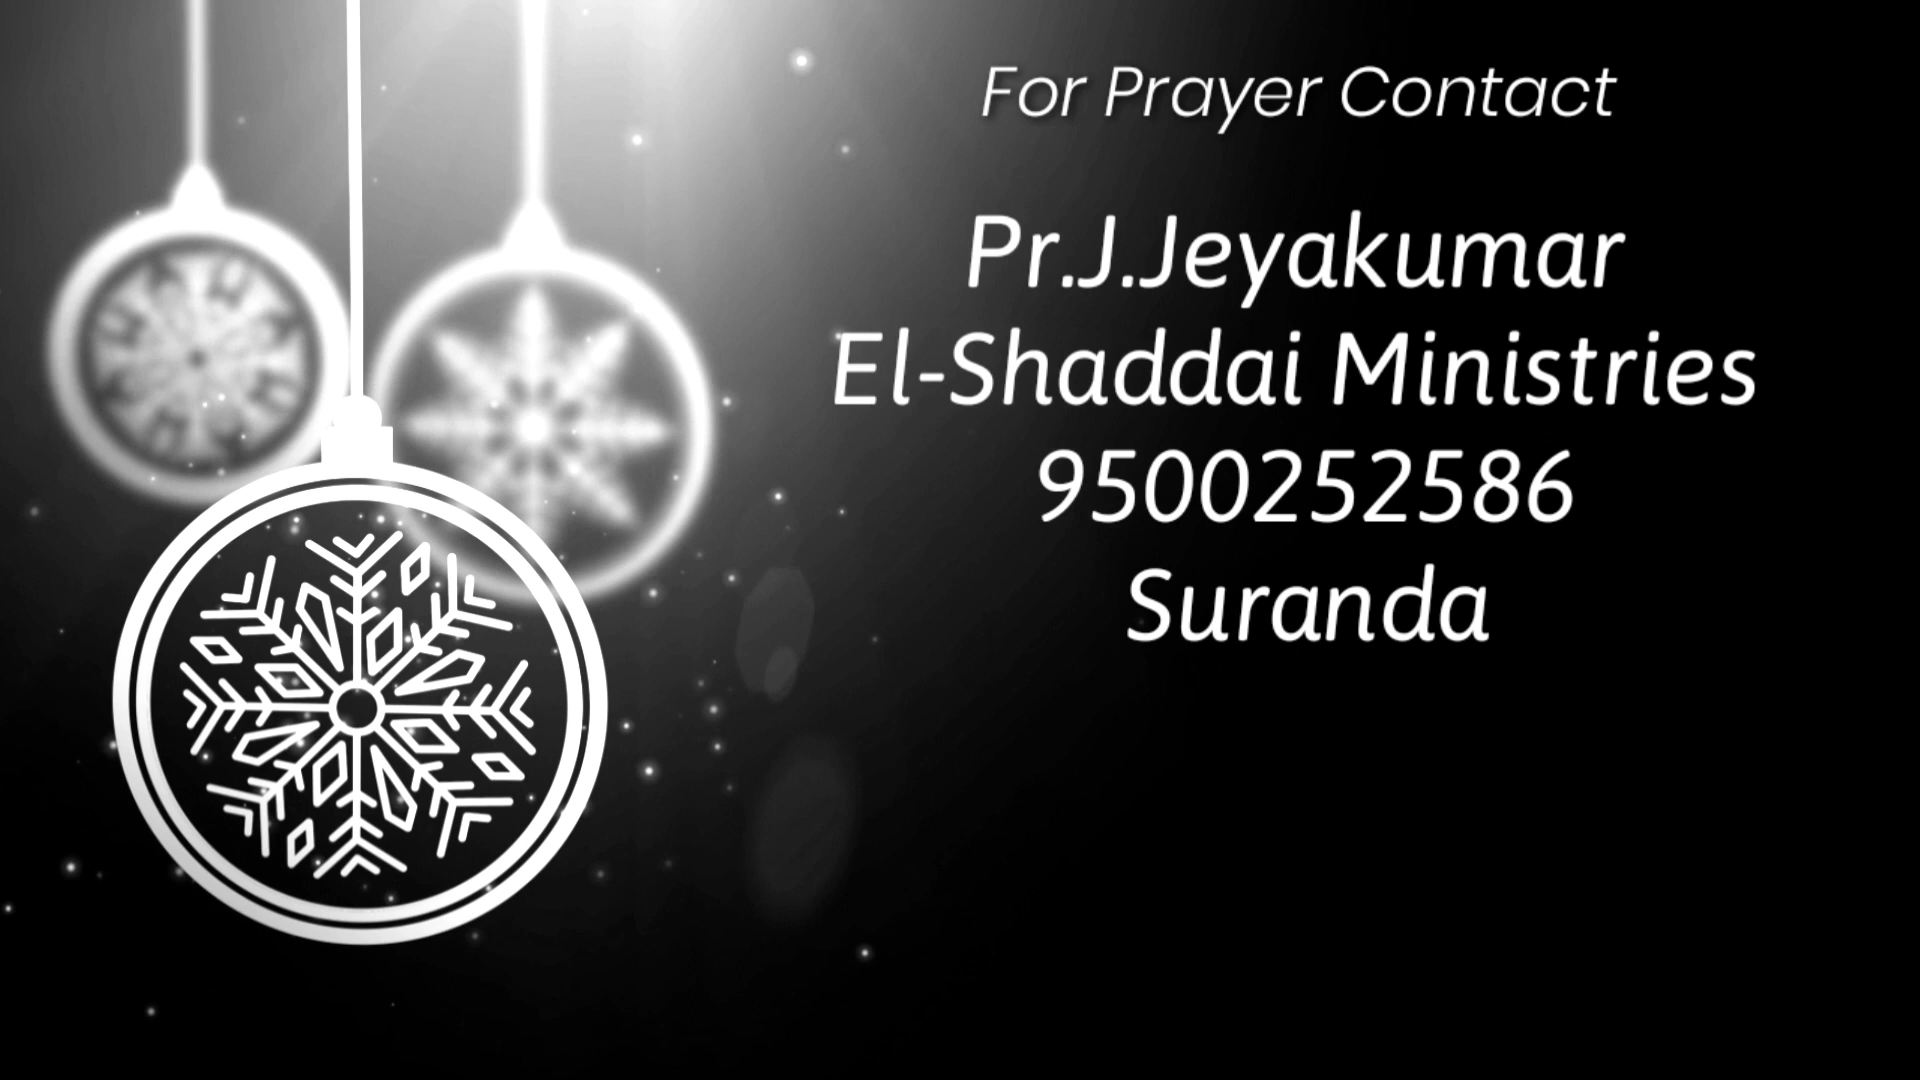 For Prayer Contact
Pr.J.Jeyakumar
El-Shaddai Ministries
9500252586
Suranda